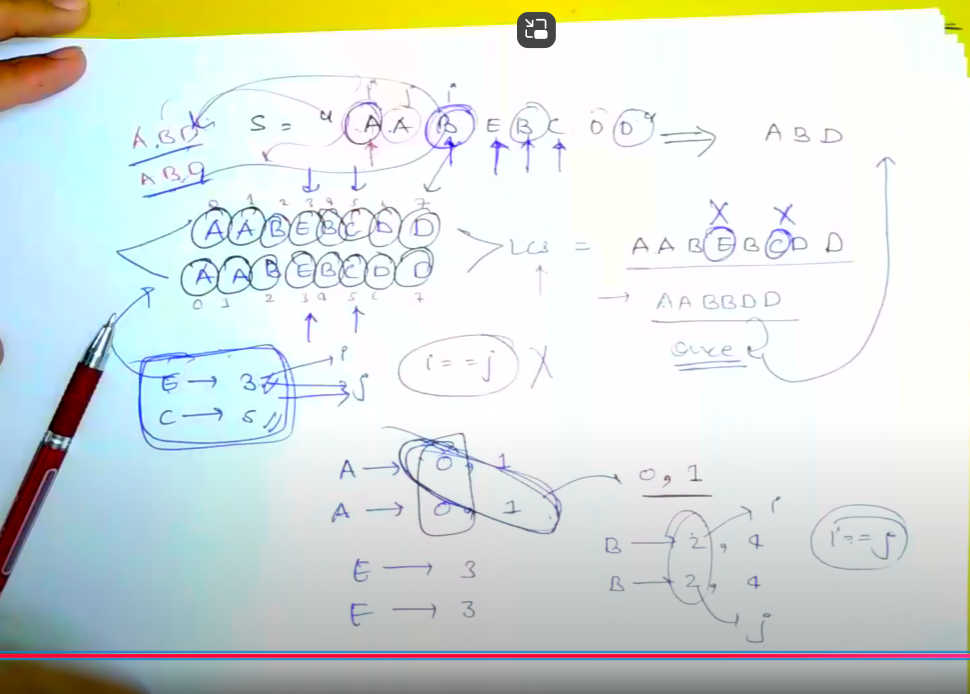 A.BD S = "A A B E B C D D" ⟹ A B D
A B,D
0 1 2 3 4 5 6 7
A A B E B C D D
LCS = A A B E B C D D
A A B E B C D D
0 1 2 3 4 5 6 7
→ A A B B D D
once
E → 3 i
C → 5 j
i == j X
A → 0, 1
A → 0, 1
0, 1
E → 3
E → 3
B → 2, 4 i
B → 2, 4 j
i == j